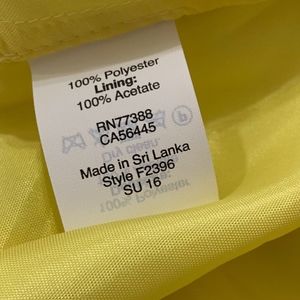 100% Polyester
Lining:
100% Acetate
RN77388
CA56445
Made in Sri Lanka
Style F2396
SU 16